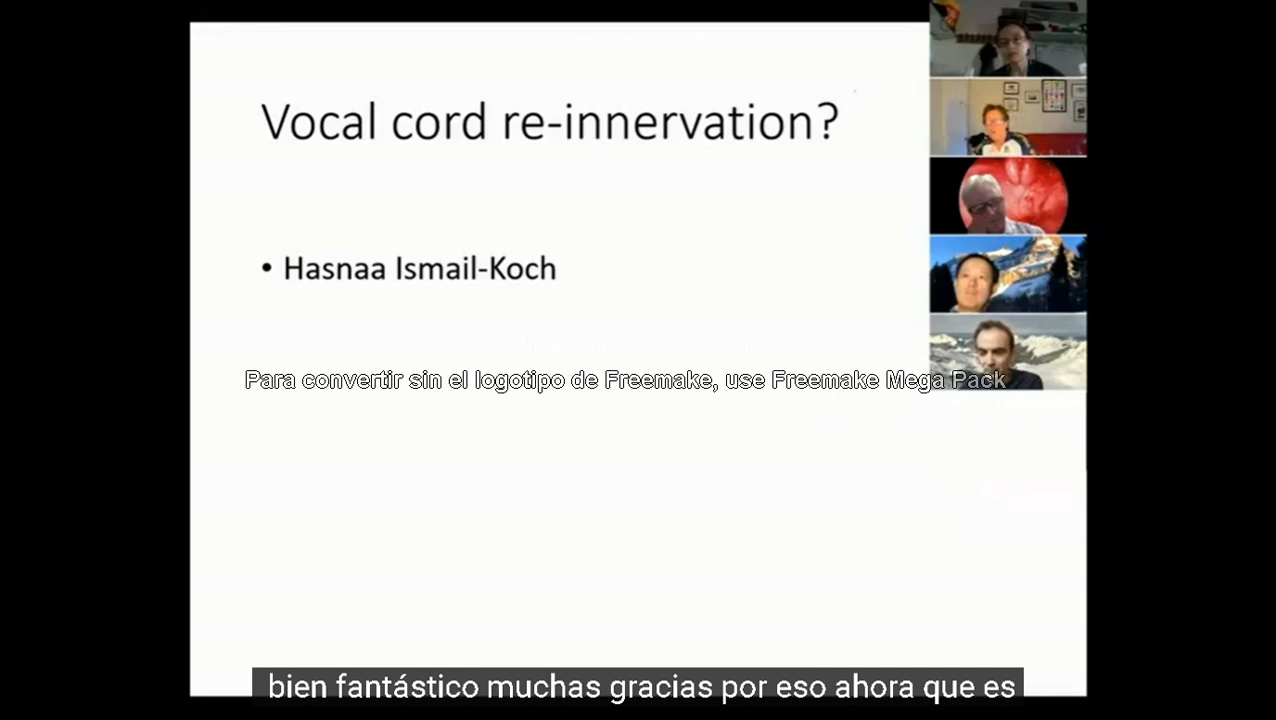 Vocal cord re-innervation?
• Hasnaa Ismail-Koch
Para convertir sin el logotipo de Freemake, use Freemake Mega Pack
bien fantástico muchas gracias por eso ahora que es